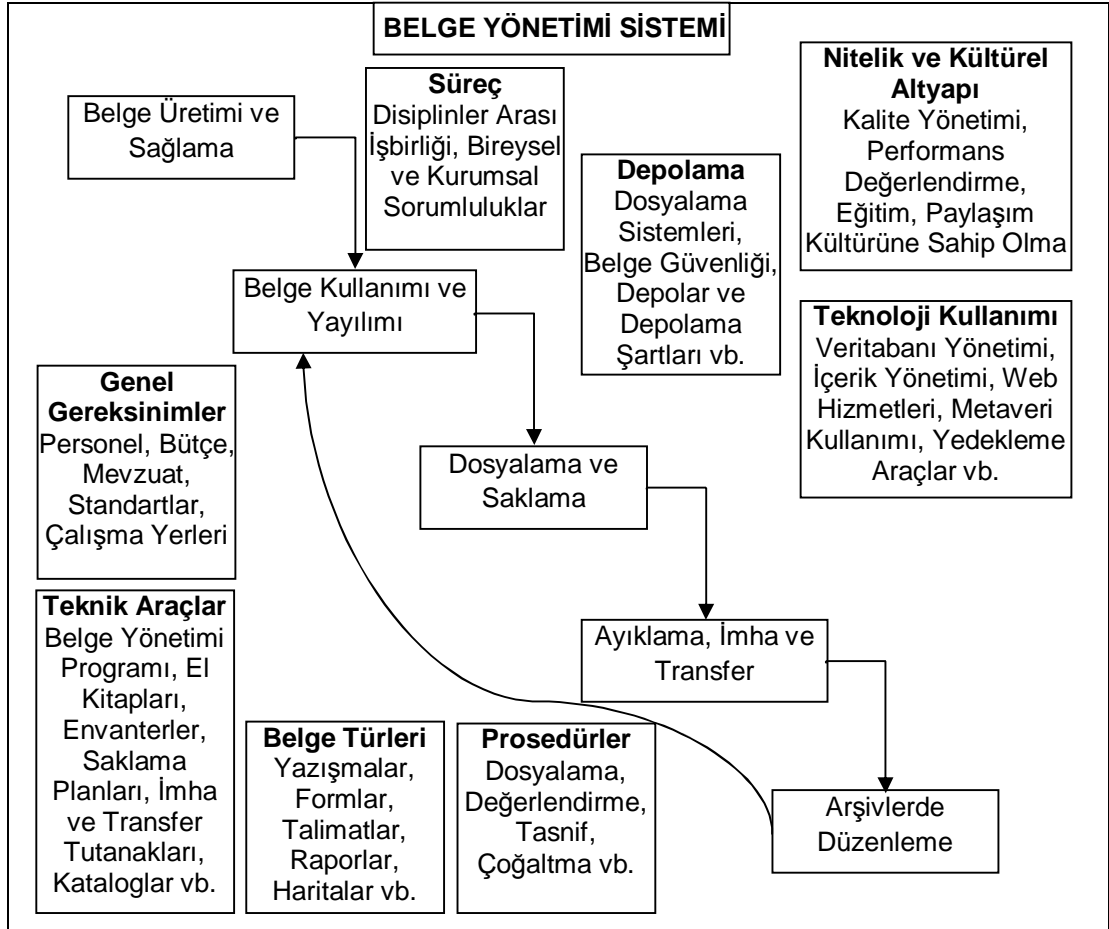 BELGE YÖNETİMİ SİSTEMİ
Belge Üretimi ve
Sağlama
Süreç
Disiplinler Arası
İşbirliği, Bireysel
ve Kurumsal
Sorumluluklar
Nitelik ve Kültürel
Altyapı
Kalite Yönetimi,
Performans
Değerlendirme,
Eğitim, Paylaşım
Kültürüne Sahip Olma
Depolama
Dosyalama
Sistemleri,
Belge Güvenliği,
Depolar ve
Depolama
Şartları vb.
Belge Kullanımı ve
Yayılımı
Teknoloji Kullanımı
Veritabanı Yönetimi,
İçerik Yönetimi, Web
Hizmetleri, Metaveri
Kullanımı, Yedekleme
Araçlar vb.
Genel
Gereksinimler
Personel, Bütçe,
Mevzuat,
Standartlar,
Çalışma Yerleri
Dosyalama ve
Saklama
Teknik Araçlar
Belge Yönetimi
Programı, El
Kitapları,
Envanterler,
Saklama
Planları, İmha
ve Transfer
Tutanakları,
Kataloglar vb.
Ayıklama, İmha ve
Transfer
Belge Türleri
Yazışmalar,
Formlar,
Talimatlar,
Raporlar,
Haritalar vb.
Prosedürler
Dosyalama,
Değerlendirme,
Tasnif,
Çoğaltma vb.
Arşivlerde
Düzenleme